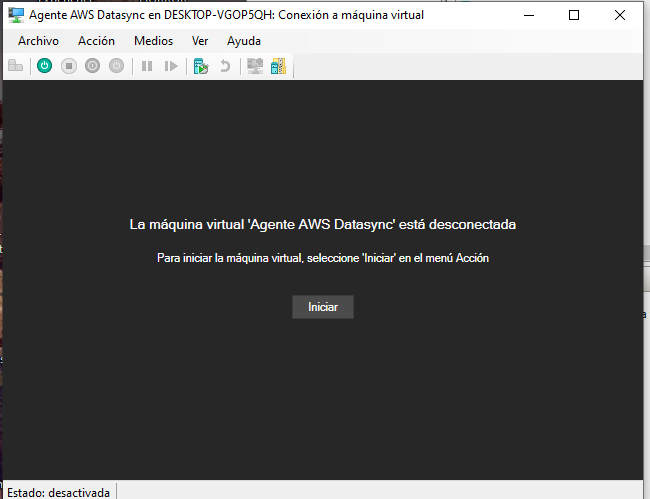 Agente AWS Datasync en DESKTOP-VGOP5QH: Conexión a máquina virtual
Archivo Acción Medios Ver Ayuda
La máquina virtual 'Agente AWS Datasync' está desconectada
Para iniciar la máquina virtual, seleccione 'Iniciar' en el menú Acción
Iniciar
Estado: desactivada